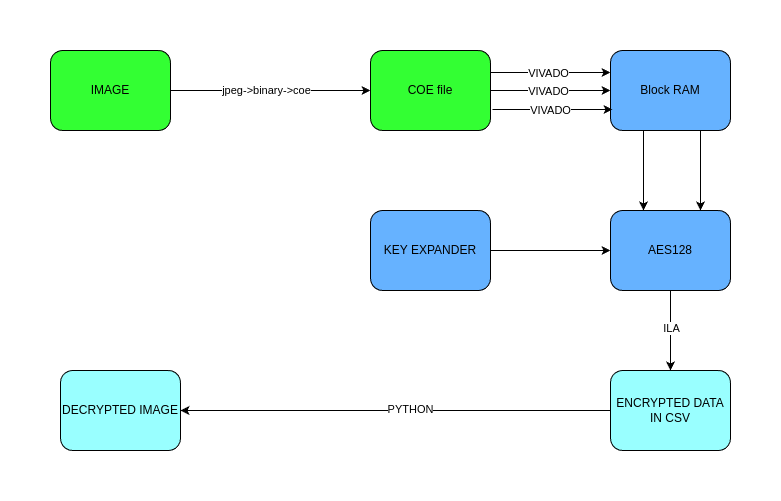 IMAGE
jpeg->binary->coe
COE file
VIVADO
VIVADO
VIVADO
Block RAM
KEY EXPANDER
AES128
ILA
DECRYPTED IMAGE
PYTHON
ENCRYPTED DATA
IN CSV